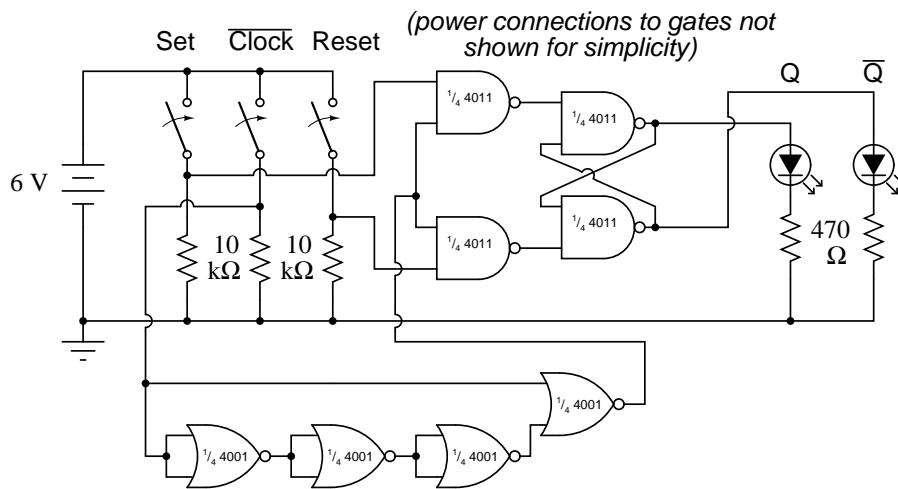 (power connections to gates not
shown for simplicity)
Set Clock Reset
Q Q
¼ 4011
¼ 4011
6 V
10 kΩ
10 kΩ
¼ 4011
¼ 4011
470 Ω
¼ 4001
¼ 4001
¼ 4001
¼ 4001